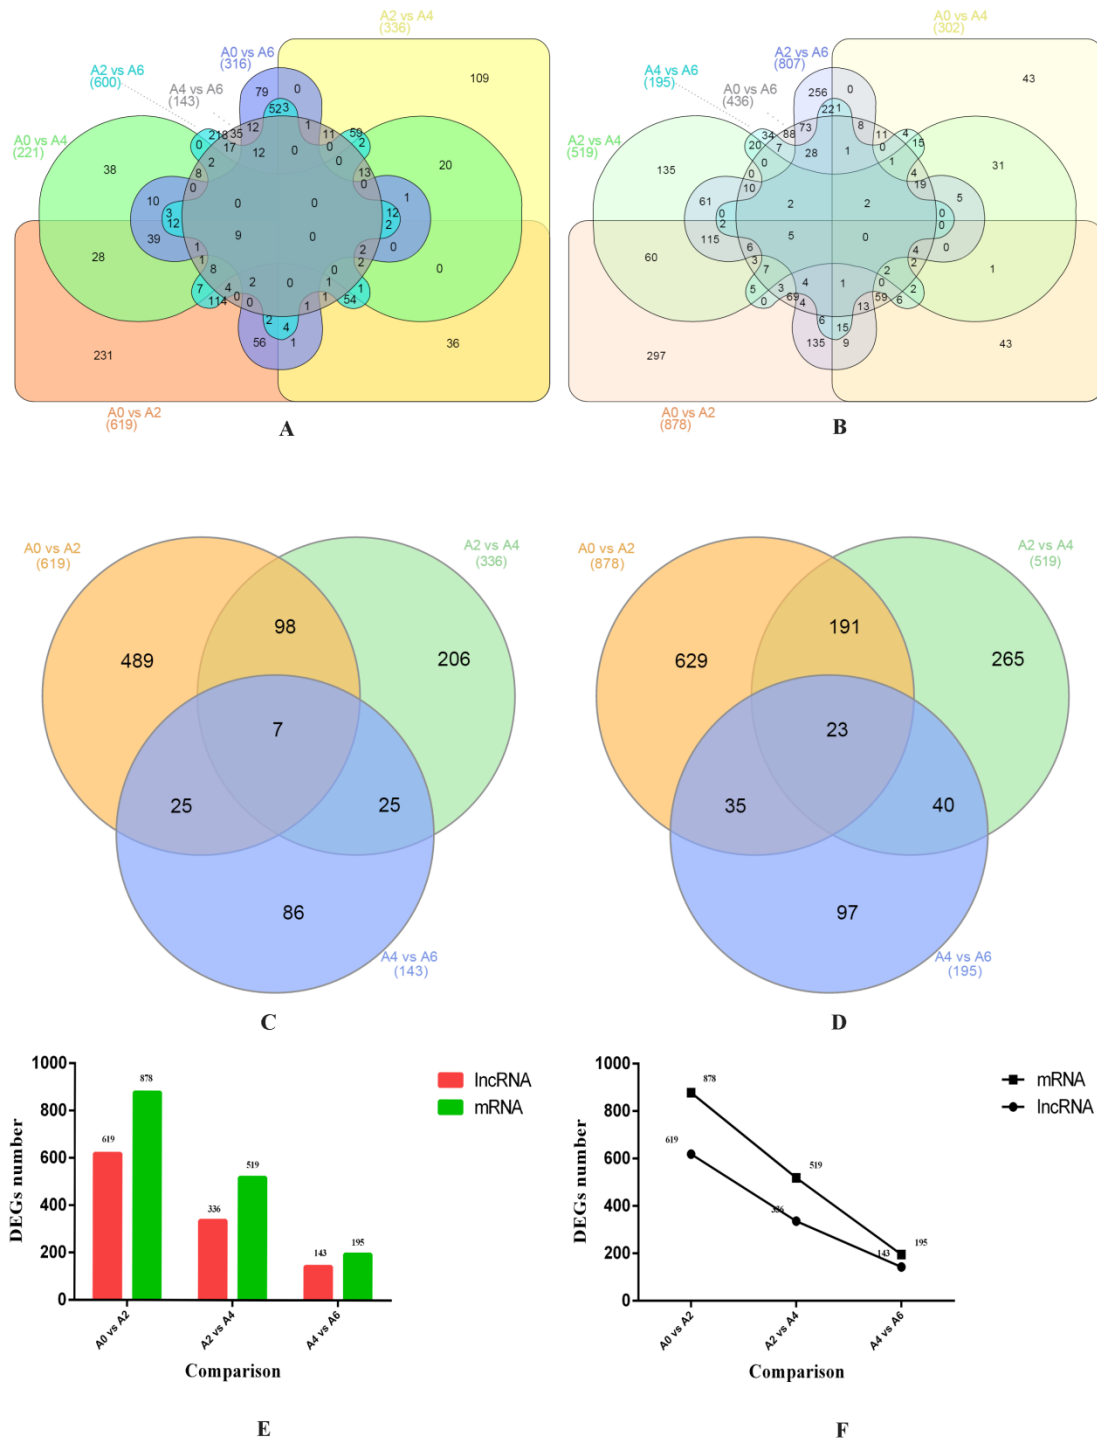 A2 vs A4
(336)
A0 vs A6
(316)
A2 vs A6
(600)
A4 vs A6
(143)
A0 vs A4
(221)
109
79 0
52 3
218 35 12 1 11 59
0 17 12 0 0 2
2 0
38 8 13 20
0 0
10 0 0 1
3 12
12 2
39 9 0 0
1 2
28 1 2 0
8 0
7 4 2 0 1 1
114 0 0 1 1 54
2 4
56 1 36
231
A0 vs A2
(619)
A
A0 vs A4
(302)
A2 vs A6
(807)
A4 vs A6
(195)
A0 vs A6
(436)
A2 vs A4
(519)
43
256 0
22 1
34 88 73 8 11 4
20 7 28 1 0 15
0 1
135 0 4 31
10 19
61 2 2 5
0 0
2 0
115 5 0 0
6 4
60 3 2 1
7 2
5 3 4 1 0 2
0 69 4 13 59 6
6 15
135 9 43
297
A0 vs A2
(878)
B
A0 vs A2
(619)
A2 vs A4
(336)
98
489 206
7
25 25
86
A4 vs A6
(143)
C
A0 vs A2
(878)
A2 vs A4
(519)
191
629 265
23
35 40
97
A4 vs A6
(195)
D
1000
800
600
400
200
0
DEGs number
878
619
519
336
195
143
lncRNA
mRNA
A0 vs A2
A2 vs A4
A4 vs A6
Comparison
E
1000
800
600
400
200
0
DEGs number
878
619
519
336
143
195
mRNA
lncRNA
A0 vs A2
A2 vs A4
A4 vs A6
Comparison
F